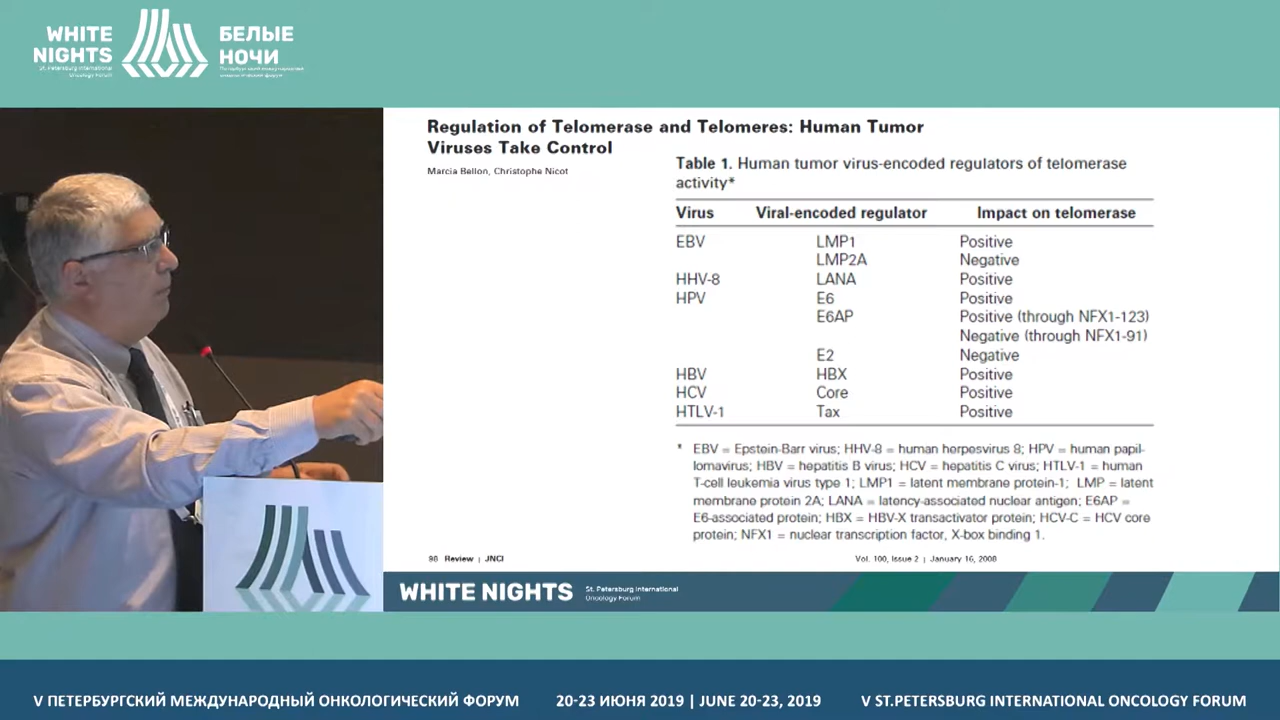 WHITE
NIGHTS
St. Petersburg International
Oncology Forum
БЕЛЫЕ
НОЧИ
Петербургский международный
онкологический форум
Regulation of Telomerase and Telomeres: Human Tumor
Viruses Take Control
Marcia Bellon, Christophe Nicot
Table 1. Human tumor virus-encoded regulators of telomerase
activity*
Virus Viral-encoded regulator Impact on telomerase
EBV LMP1 Positive
LMP2A Negative
HHV-8 LANA Positive
HPV E6 Positive
E6AP Positive (through NFX1-123)
Negative (through NFX1-91)
E2 Negative
HBV HBX Positive
HCV Core Positive
HTLV-1 Tax Positive
* EBV = Epstein-Barr virus; HHV-8 = human herpesvirus 8; HPV = human papil-
lomavirus; HBV = hepatitis B virus; HCV = hepatitis C virus; HTLV-1 = human
T-cell leukemia virus type 1; LMP1 = latent membrane protein-1; LMP = latent
membrane protein 2A; LANA = latency-associated nuclear antigen; E6AP =
E6-associated protein; HBX = HBV-X transactivator protein; HCV-C = HCV core
protein; NFX1 = nuclear transcription factor, X-box binding 1.
98 Review | JNCI Vol. 100, Issue 2 | January 16, 2008
WHITE NIGHTS
St. Petersburg International
Oncology Forum
V ПЕТЕРБУРГСКИЙ МЕЖДУНАРОДНЫЙ ОНКОЛОГИЧЕСКИЙ ФОРУМ 20-23 ИЮНЯ 2019 | JUNE 20-23, 2019 V ST.PETERSBURG INTERNATIONAL ONCOLOGY FORUM